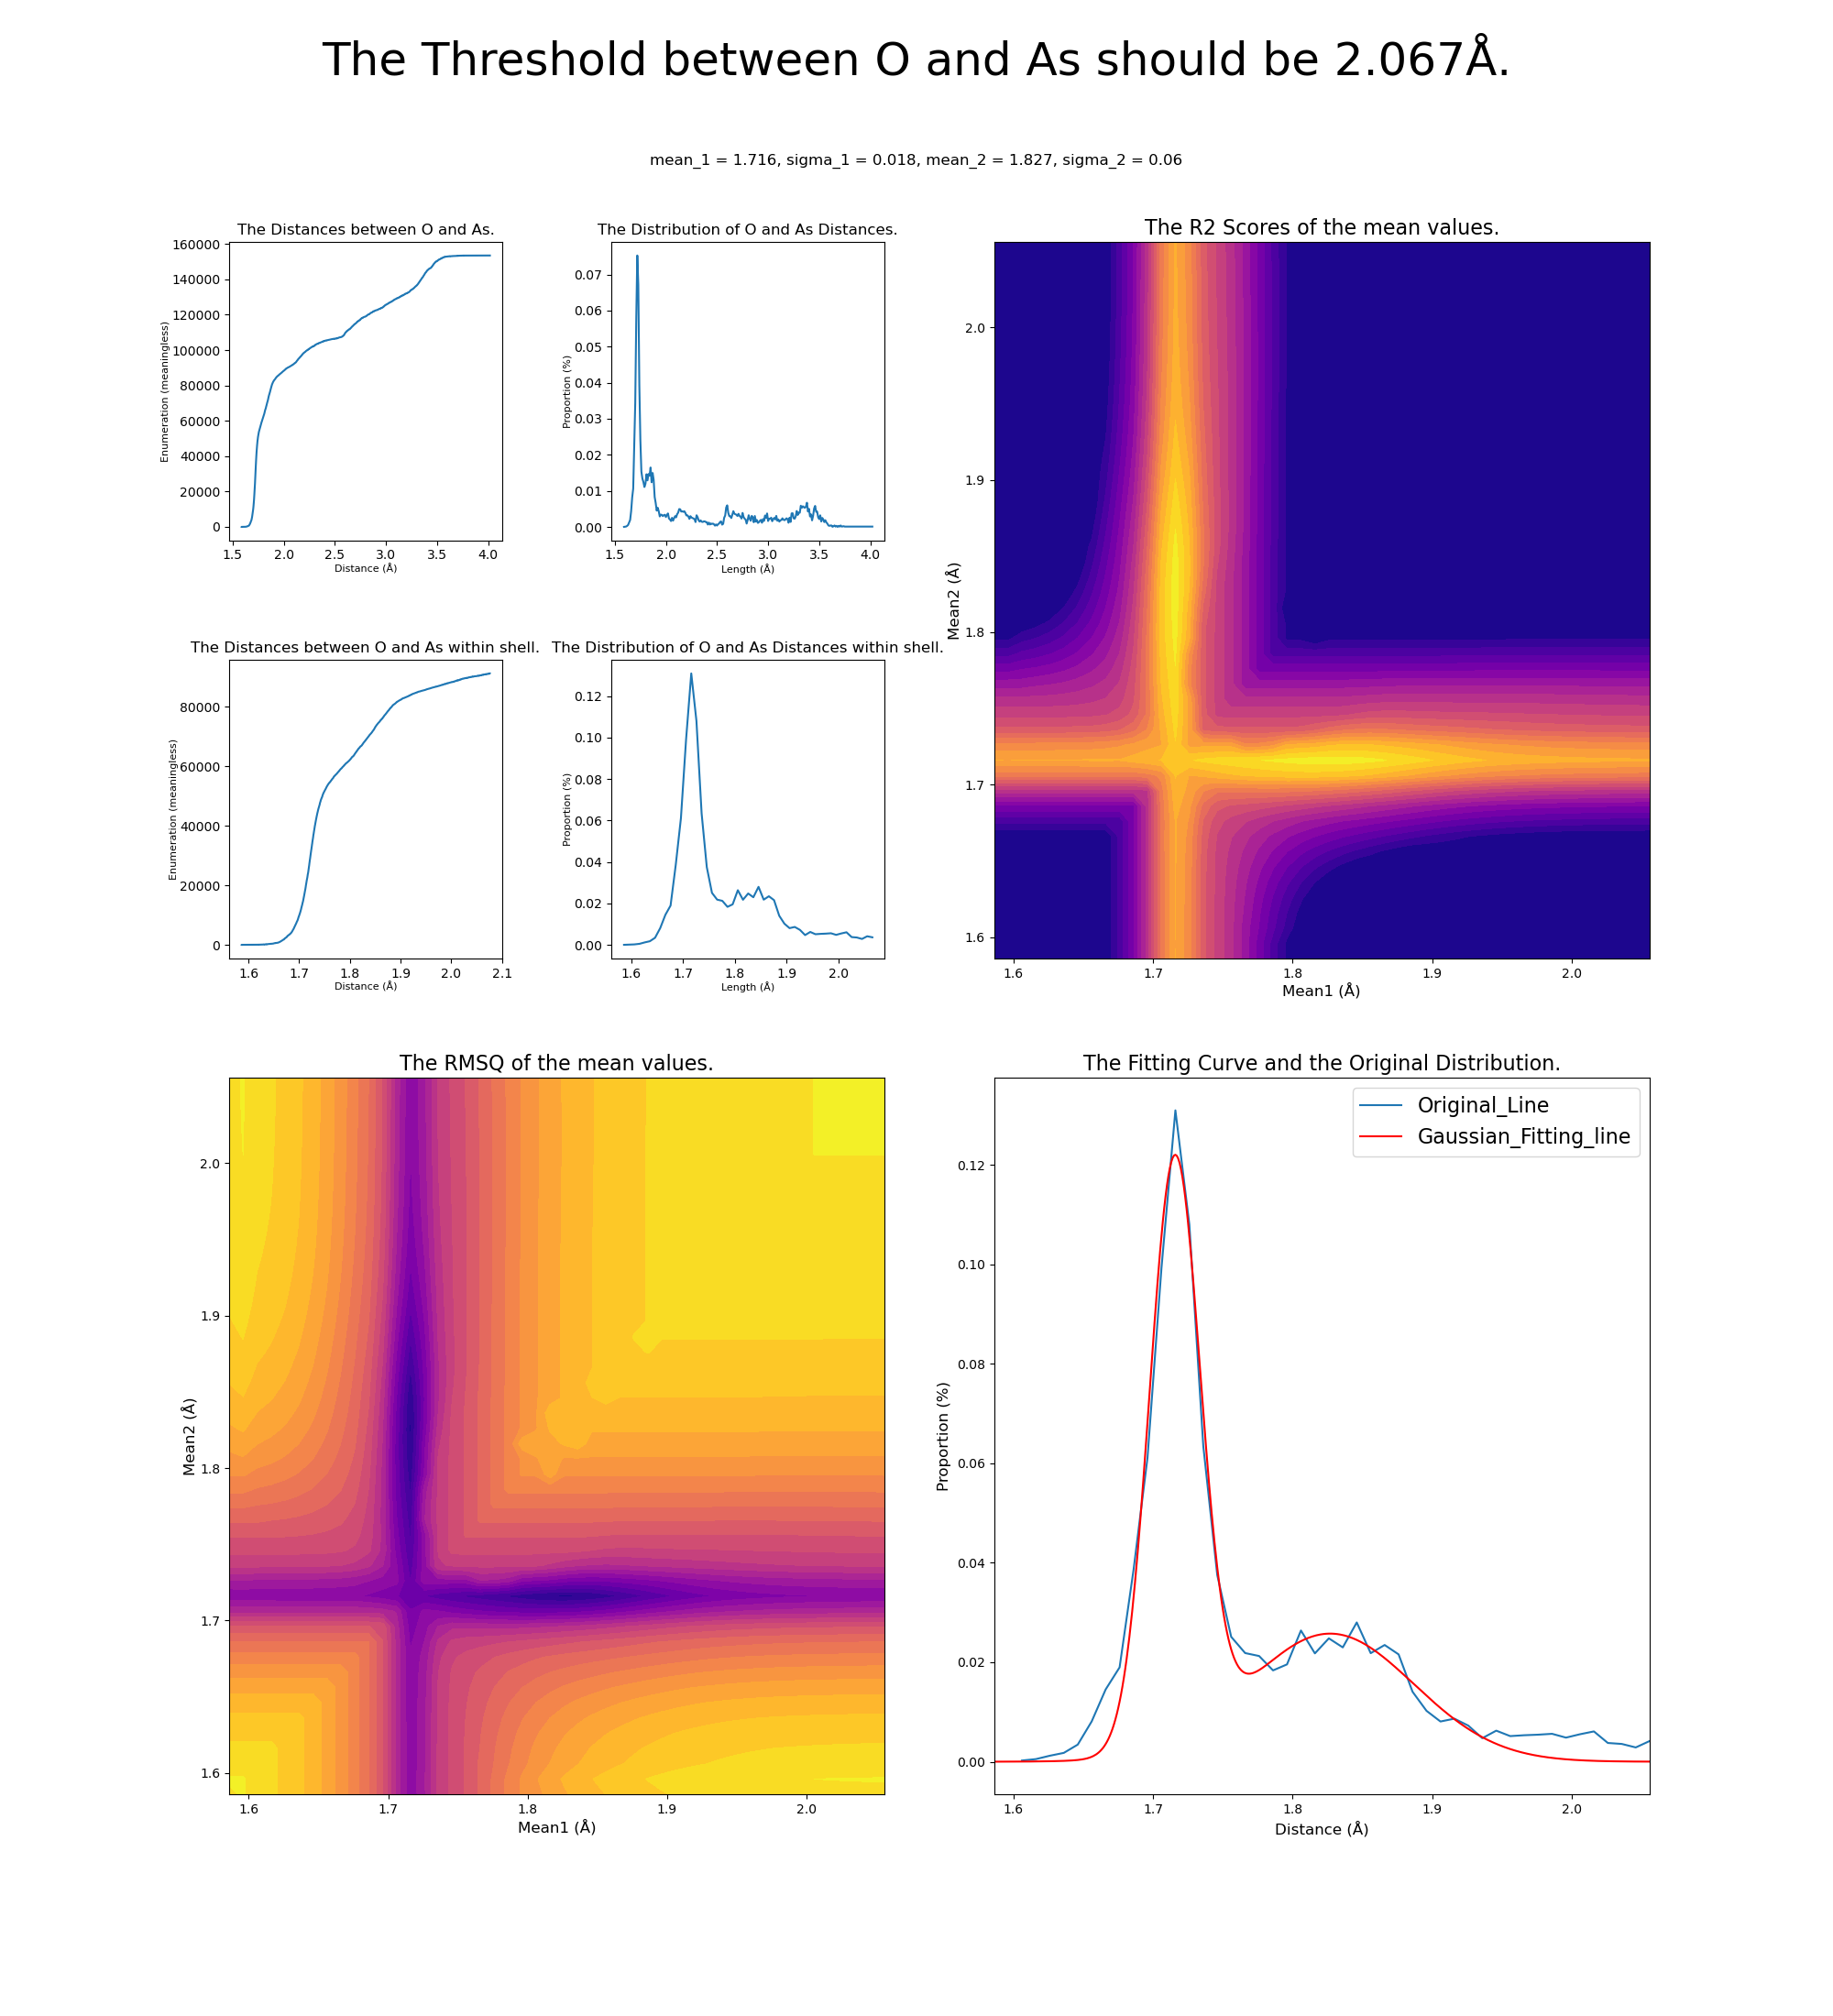 The Threshold between O and As should be 2.067Å.
mean_1 = 1.716, sigma_1 = 0.018, mean_2 = 1.827, sigma_2 = 0.06
The Distances between O and As.
160000
140000
120000
100000
80000
60000
40000
20000
0
Enumeration (meaningless)
1.5 2.0 2.5 3.0 3.5 4.0
Distance (Å)
The Distribution of O and As Distances.
0.07
0.06
0.05
0.04
0.03
0.02
0.01
0.00
Proportion (%)
1.5 2.0 2.5 3.0 3.5 4.0
Length (Å)
The R2 Scores of the mean values.
2.0
1.9
1.8
1.7
1.6
Mean2 (Å)
1.6 1.7 1.8 1.9 2.0
Mean1 (Å)
The Distances between O and As within shell.
80000
60000
40000
20000
0
Enumeration (meaningless)
1.6 1.7 1.8 1.9 2.0 2.1
Distance (Å)
The Distribution of O and As Distances within shell.
0.12
0.10
0.08
0.06
0.04
0.02
0.00
Proportion (%)
1.6 1.7 1.8 1.9 2.0
Length (Å)
The RMSQ of the mean values.
2.0
1.9
1.8
1.7
1.6
Mean2 (Å)
1.6 1.7 1.8 1.9 2.0
Mean1 (Å)
The Fitting Curve and the Original Distribution.
Original_Line
Gaussian_Fitting_line
0.12
0.10
0.08
0.06
0.04
0.02
0.00
Proportion (%)
1.6 1.7 1.8 1.9 2.0
Distance (Å)